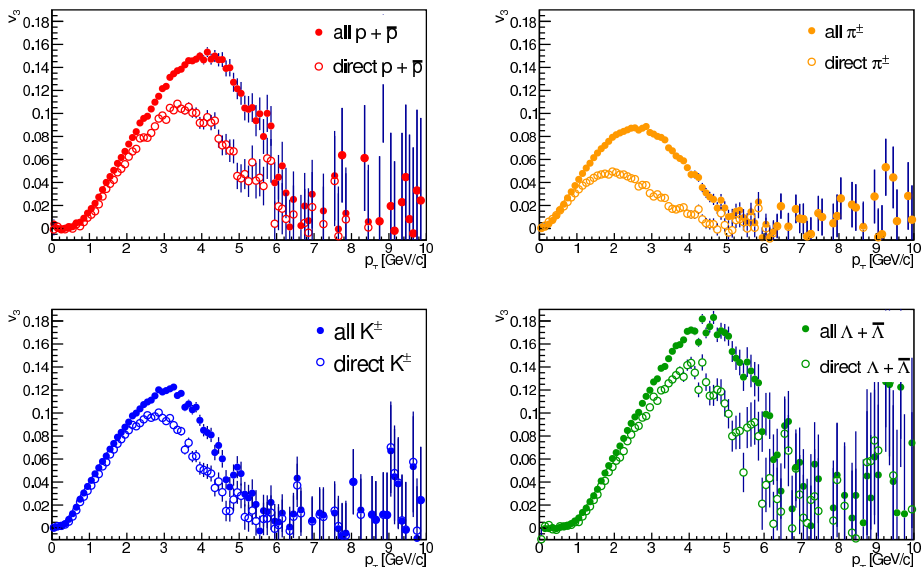 v3
0.18
0.16
0.14
0.12
0.1
0.08
0.06
0.04
0.02
0
all p + p̅
direct p + p̅
0 1 2 3 4 5 6 7 8 9 10
p_T [GeV/c]
v3
0.18
0.16
0.14
0.12
0.1
0.08
0.06
0.04
0.02
0
all π±
direct π±
0 1 2 3 4 5 6 7 8 9 10
p_T [GeV/c]
v3
0.18
0.16
0.14
0.12
0.1
0.08
0.06
0.04
0.02
0
all K±
direct K±
0 1 2 3 4 5 6 7 8 9 10
p_T [GeV/c]
v3
0.18
0.16
0.14
0.12
0.1
0.08
0.06
0.04
0.02
0
all Λ + Λ̅
direct Λ + Λ̅
0 1 2 3 4 5 6 7 8 9 10
p_T [GeV/c]